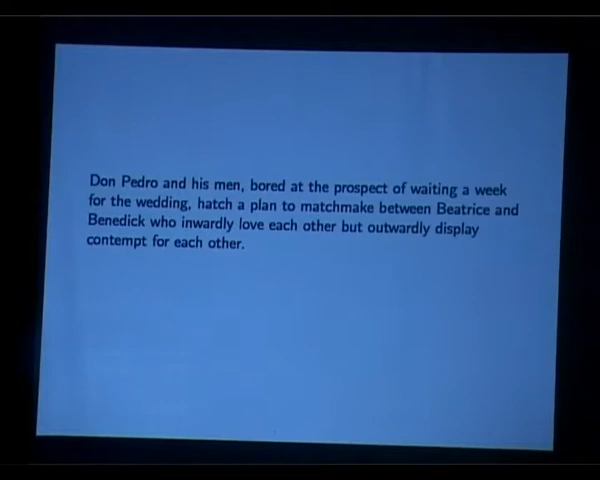 Don Pedro and his men, bored at the prospect of waiting a week
for the wedding, hatch a plan to matchmake between Beatrice and
Benedick who inwardly love each other but outwardly display
contempt for each other.